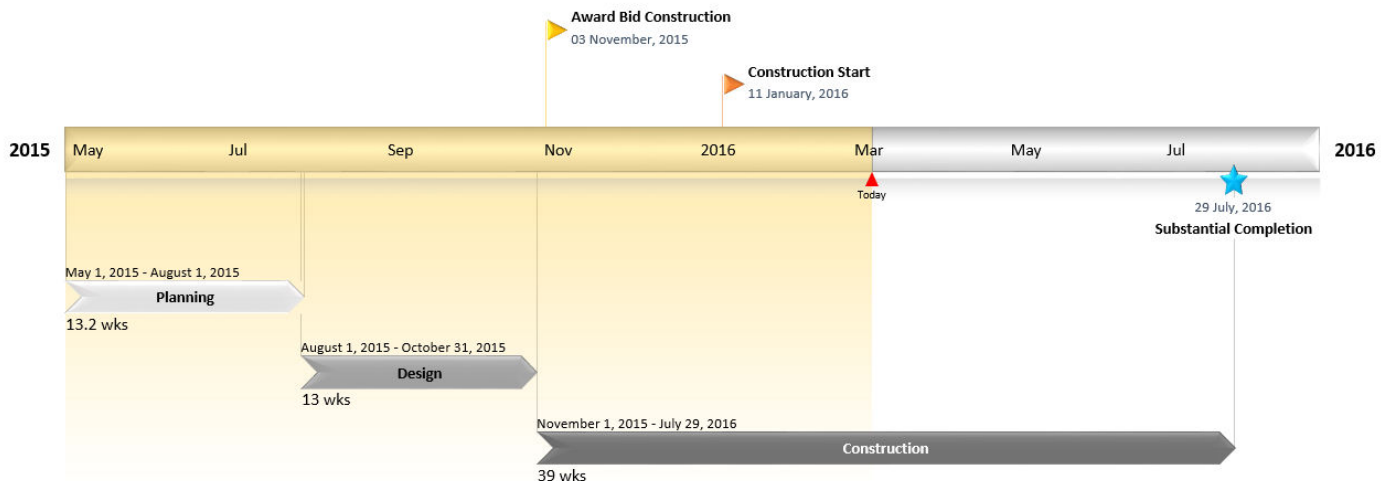 Award Bid Construction
03 November, 2015
Construction Start
11 January, 2016
2015 May Jul Sep Nov 2016 Mar May Jul 2016
Today
29 July, 2016
Substantial Completion
May 1, 2015 - August 1, 2015
Planning
13.2 wks
August 1, 2015 - October 31, 2015
Design
13 wks
November 1, 2015 - July 29, 2016
Construction
39 wks